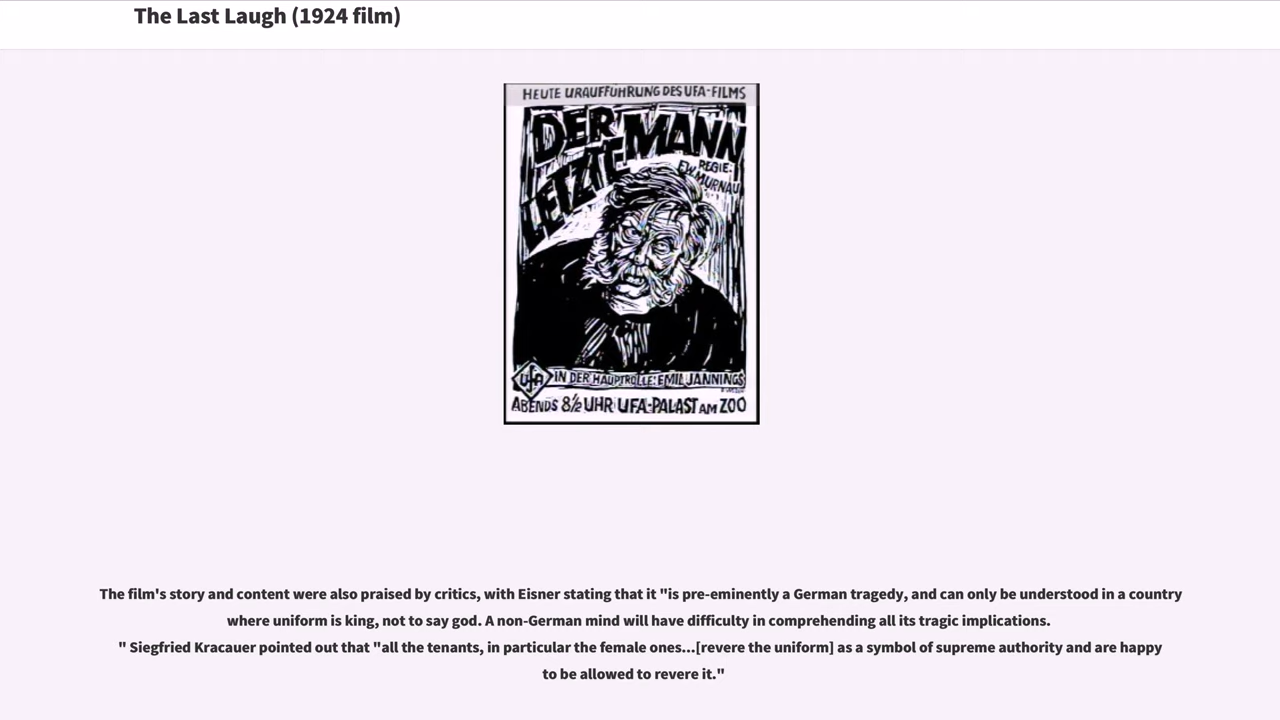 The Last Laugh (1924 film)
HEUTE URAUFFÜHRUNG DES UFA-FILMS
DER
LETZTE MANN
REGIE:
F.W. MURNAU
UFA IN DER HAUPTROLLE: EMIL JANNINGS
ABENDS 8½ UHR UFA-PALAST AM ZOO
The film's story and content were also praised by critics, with Eisner stating that it "is pre-eminently a German tragedy, and can only be understood in a country
where uniform is king, not to say god. A non-German mind will have difficulty in comprehending all its tragic implications.
" Siegfried Kracauer pointed out that "all the tenants, in particular the female ones...[revere the uniform] as a symbol of supreme authority and are happy
to be allowed to revere it."